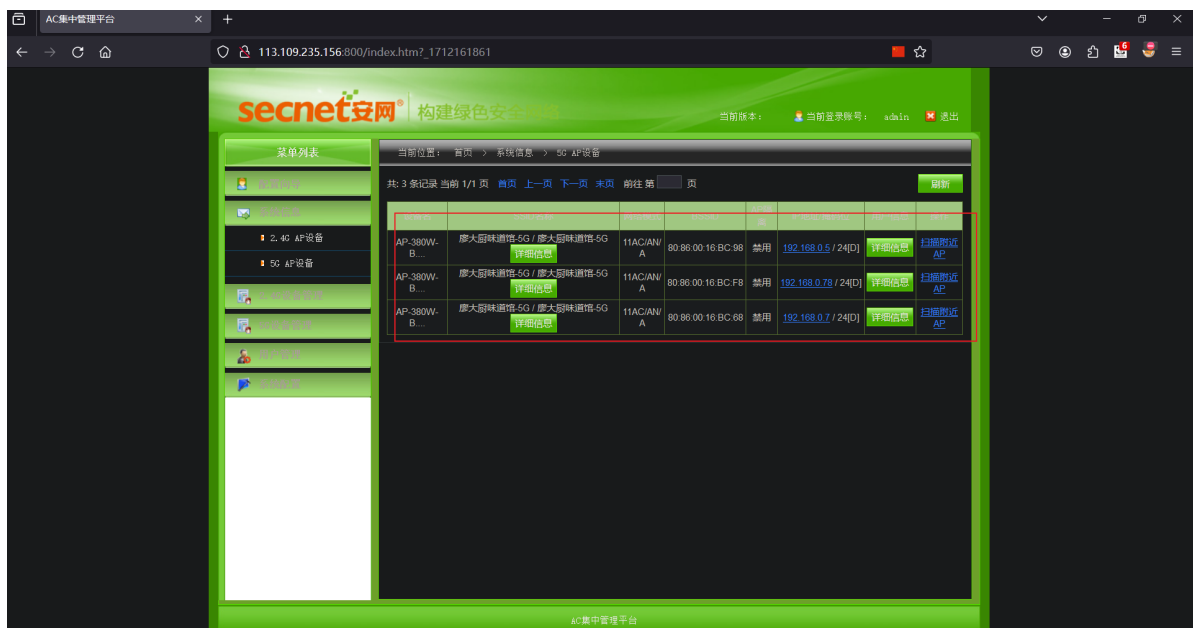 AC集中管理平台
113.109.235.156:800/index.htm?_1712161861
6
secnet安网® 构建绿色安全
当前版本: 当前登录账号: admin 退出
菜单列表
当前位置: 首页 > 系统信息 > 5G AP设备
共: 3 条记录 当前 1/1 页 首页 上一页 下一页 末页 前往 第 页 刷新
2.4G AP设备
5G AP设备
AP-380W-B.... 廖大厨味道馆-5G / 廖大厨味道馆-5G 详细信息 11AC/AN/A 80:86:00:16:BC:98 禁用 192.168.0.5 / 24[D] 详细信息 扫描附近AP
AP-380W-B.... 廖大厨味道馆-5G / 廖大厨味道馆-5G 详细信息 11AC/AN/A 80:86:00:16:BC:F8 禁用 192.168.0.78 / 24[D] 详细信息 扫描附近AP
AP-380W-B.... 廖大厨味道馆-5G / 廖大厨味道馆-5G 详细信息 11AC/AN/A 80:86:00:16:BC:68 禁用 192.168.0.7 / 24[D] 详细信息 扫描附近AP
AC集中管理平台